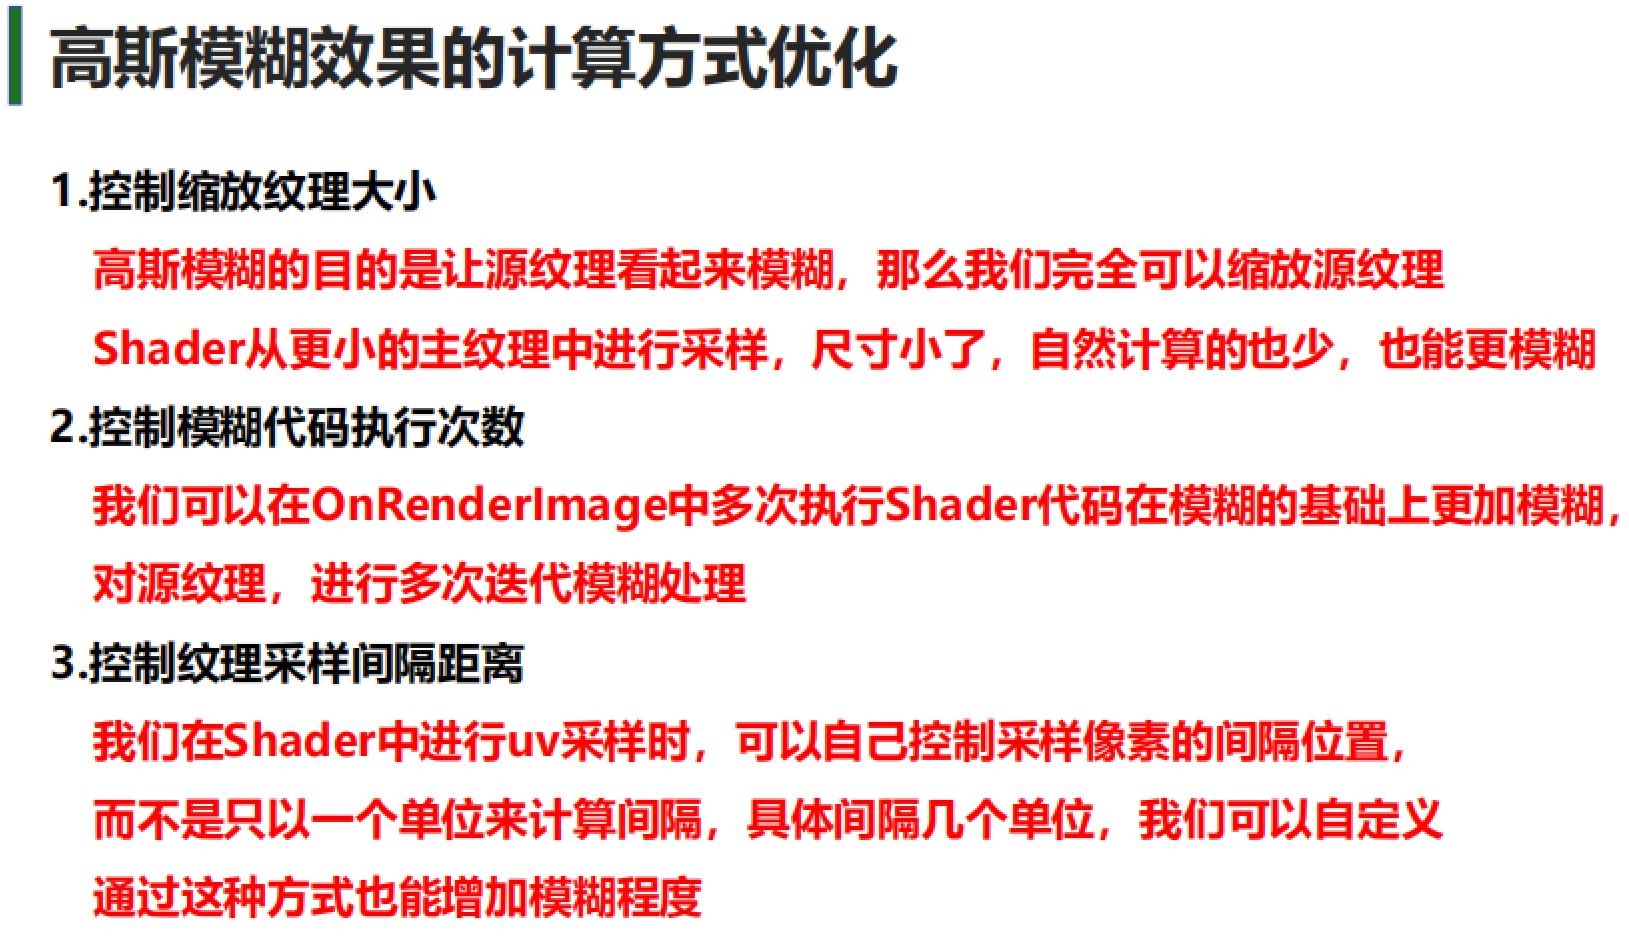 高斯模糊效果的计算方式优化
1.控制缩放纹理大小
高斯模糊的目的是让源纹理看起来模糊，那么我们完全可以缩放源纹理
Shader从更小的主纹理中进行采样，尺寸小了，自然计算的也少，也能更模糊
2.控制模糊代码执行次数
我们可以在OnRenderImage中多次执行Shader代码在模糊的基础上更加模糊，
对源纹理，进行多次迭代模糊处理
3.控制纹理采样间隔距离
我们在Shader中进行uv采样时，可以自己控制采样像素的间隔位置，
而不是只以一个单位来计算间隔，具体间隔几个单位，我们可以自定义
通过这种方式也能增加模糊程度